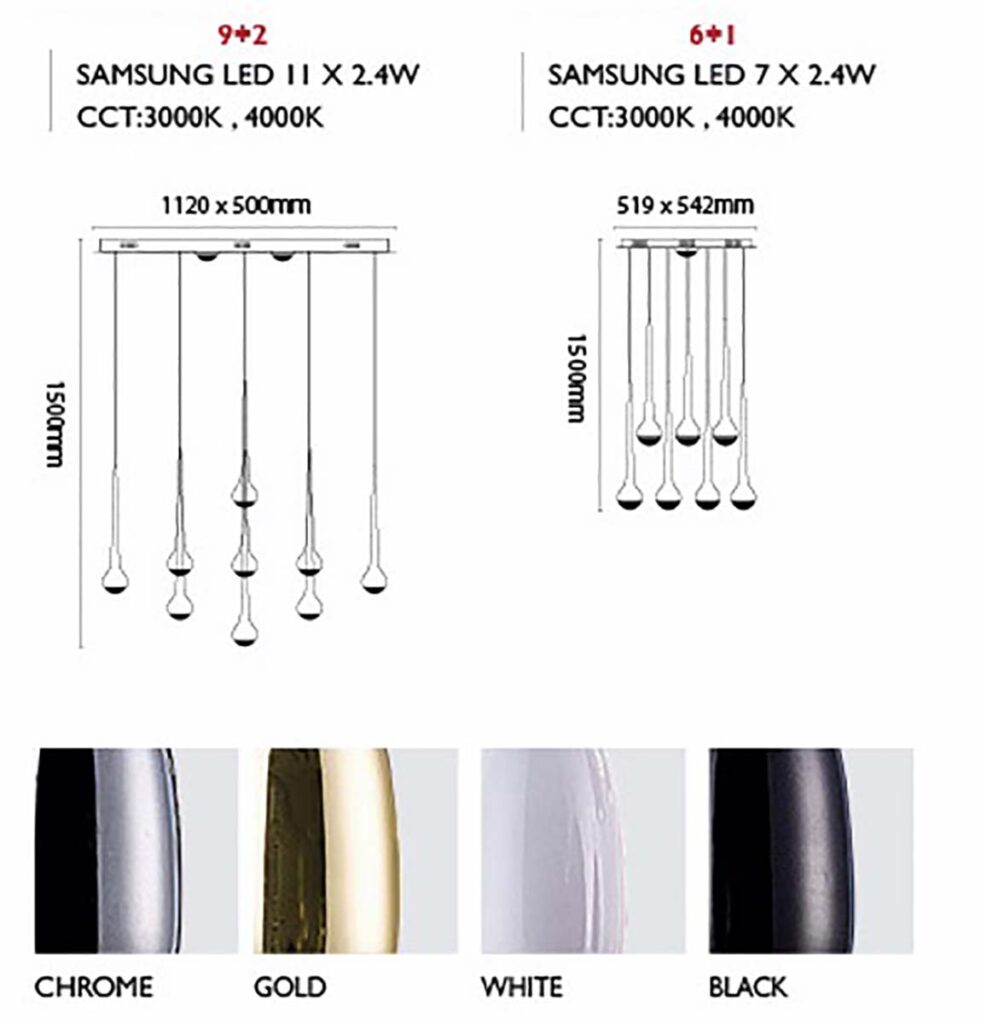 9+2
SAMSUNG LED 11 X 2.4W
CCT:3000K , 4000K
6+1
SAMSUNG LED 7 X 2.4W
CCT:3000K , 4000K
1120 x 500mm
1500mm
519 x 542mm
1500mm
CHROME
GOLD
WHITE
BLACK